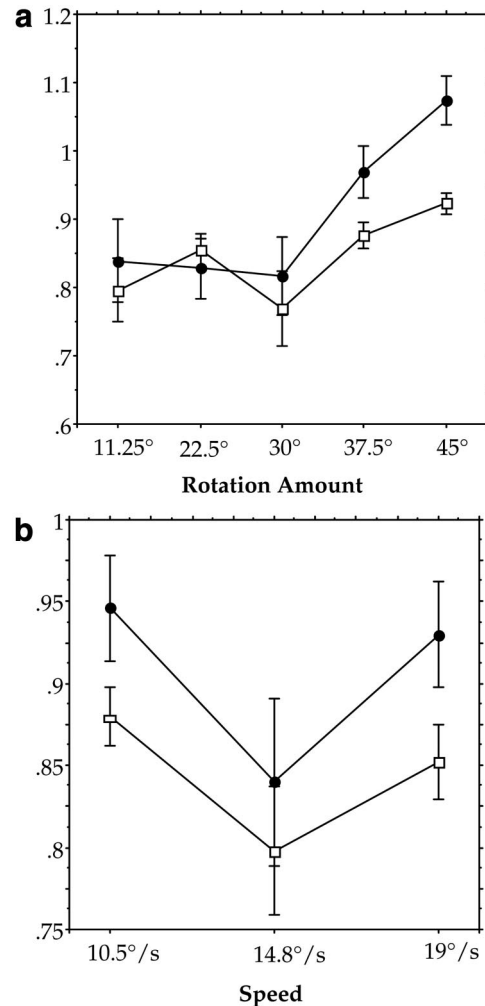 a
1.2
1.1
1
.9
.8
.7
.6
11.25° 22.5° 30° 37.5° 45°
Rotation Amount
b
1
.95
.9
.85
.8
.75
10.5°/s 14.8°/s 19°/s
Speed